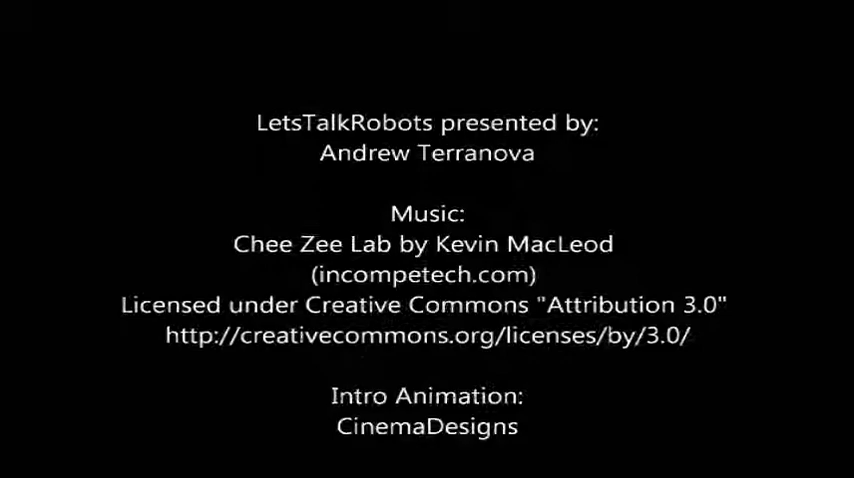 LetsTalkRobots presented by:
Andrew Terranova
Music:
Chee Zee Lab by Kevin MacLeod
(incompetech.com)
Licensed under Creative Commons "Attribution 3.0"
http://creativecommons.org/licenses/by/3.0/
Intro Animation:
CinemaDesigns